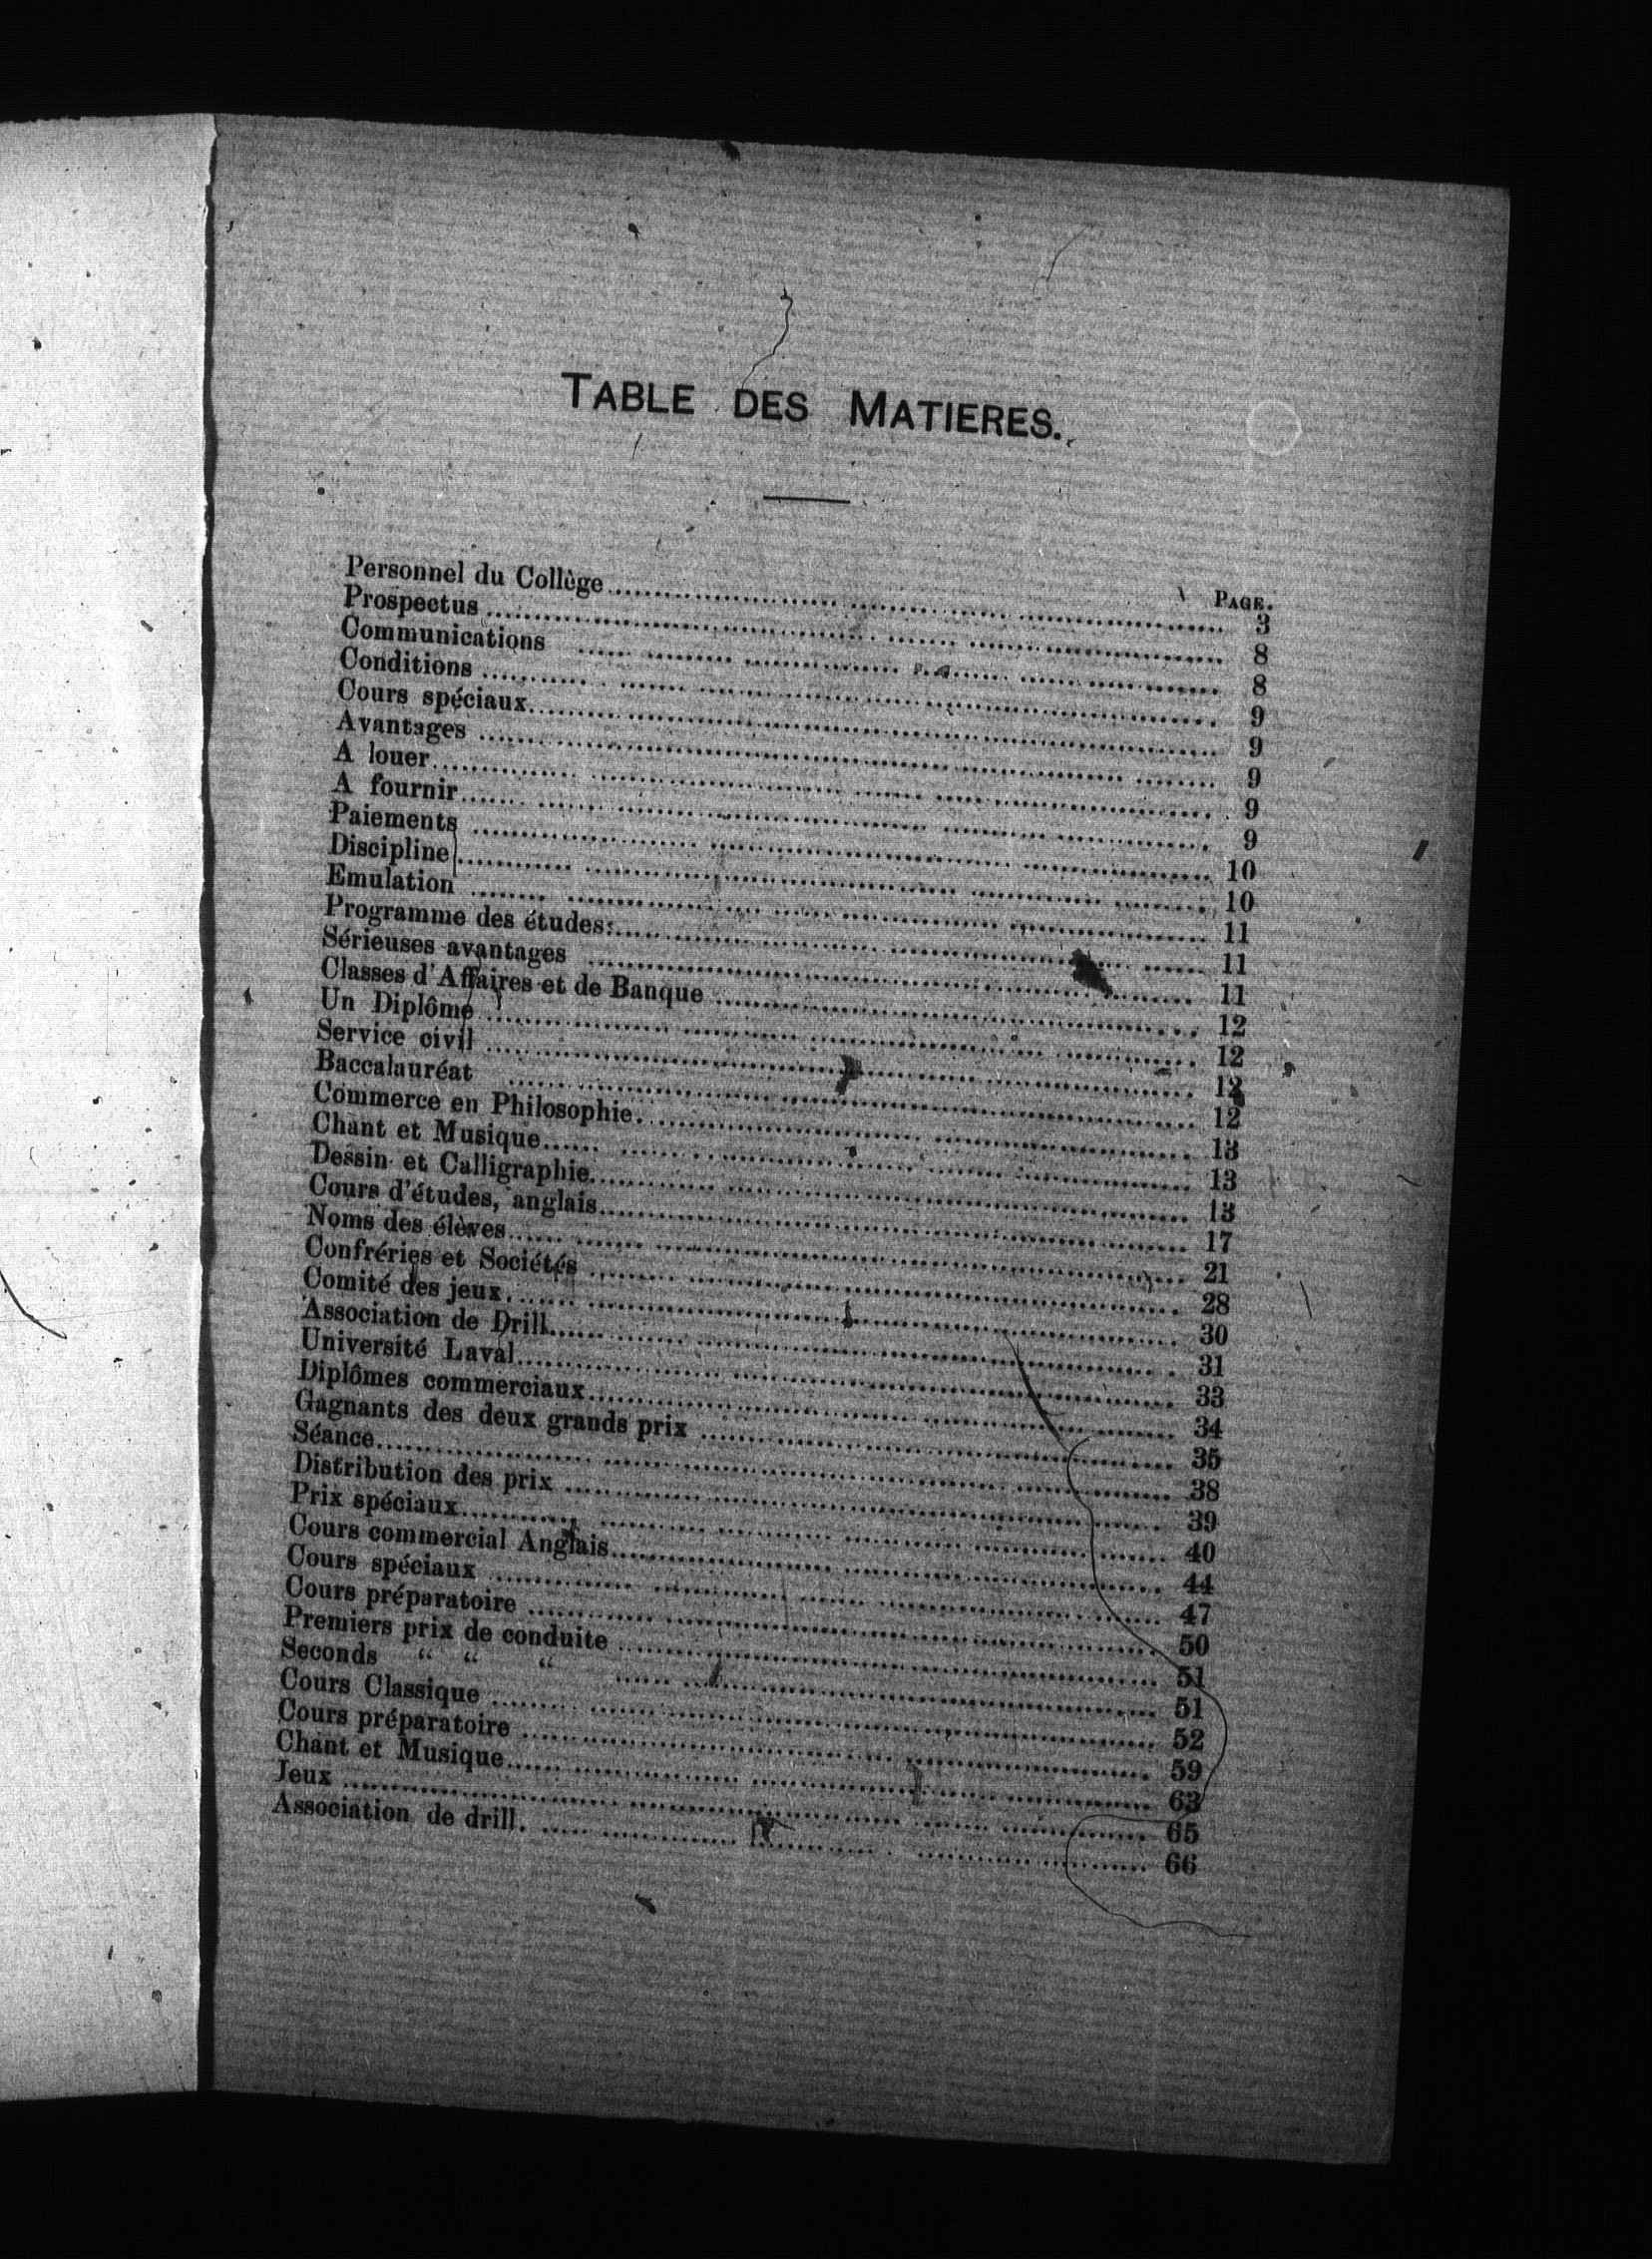 TABLE DES MATIERES.
PAGE.
Personnel du Collège........ 3
Prospectus........ 8
Communications........ 8
Conditions........ 9
Cours spéciaux........ 9
Avantages........ 9
A louer........ 9
A fournir........ 9
Paiements........ 10
Discipline........ 10
Emulation........ 11
Programme des études:........ 11
Sérieuses avantages........ 11
Classes d'Affaires et de Banque........ 12
Un Diplôme........ 12
Service civil........ 12
Baccalauréat........ 12
Commerce en Philosophie........ 13
Chant et Musique........ 13
Dessin et Calligraphie........ 13
Cours d'études, anglais........ 17
Noms des élèves........ 21
Confréries et Sociétés........ 28
Comité des jeux........ 30
Association de Drill........ 31
Université Laval........ 33
Diplômes commerciaux........ 34
Gagnants des deux grands prix........ 35
Séance........ 38
Distribution des prix........ 39
Prix spéciaux........ 40
Cours commercial Anglais........ 44
Cours spéciaux........ 47
Cours préparatoire........ 50
Premiers prix de conduite........ 51
Seconds “ “ “ ........ 51
Cours Classique........ 52
Cours préparatoire........ 59
Chant et Musique........ 63
Jeux........ 65
Association de drill........ 66